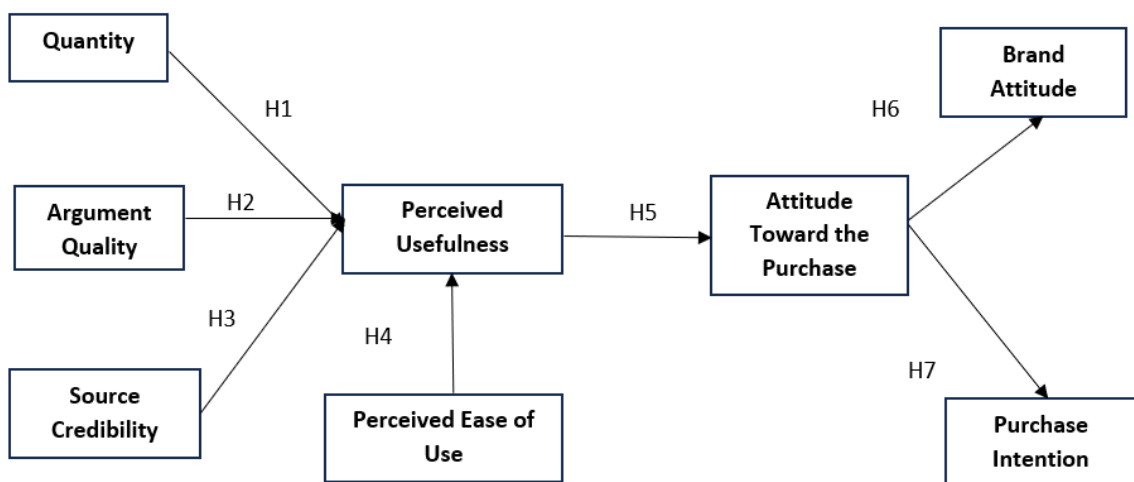 Quantity
H1
Brand
Attitude
H6
Argument
Quality
H2
Perceived
Usefulness
H5
Attitude
Toward the
Purchase
H3
H4
Source
Credibility
Perceived Ease of
Use
H7
Purchase
Intention